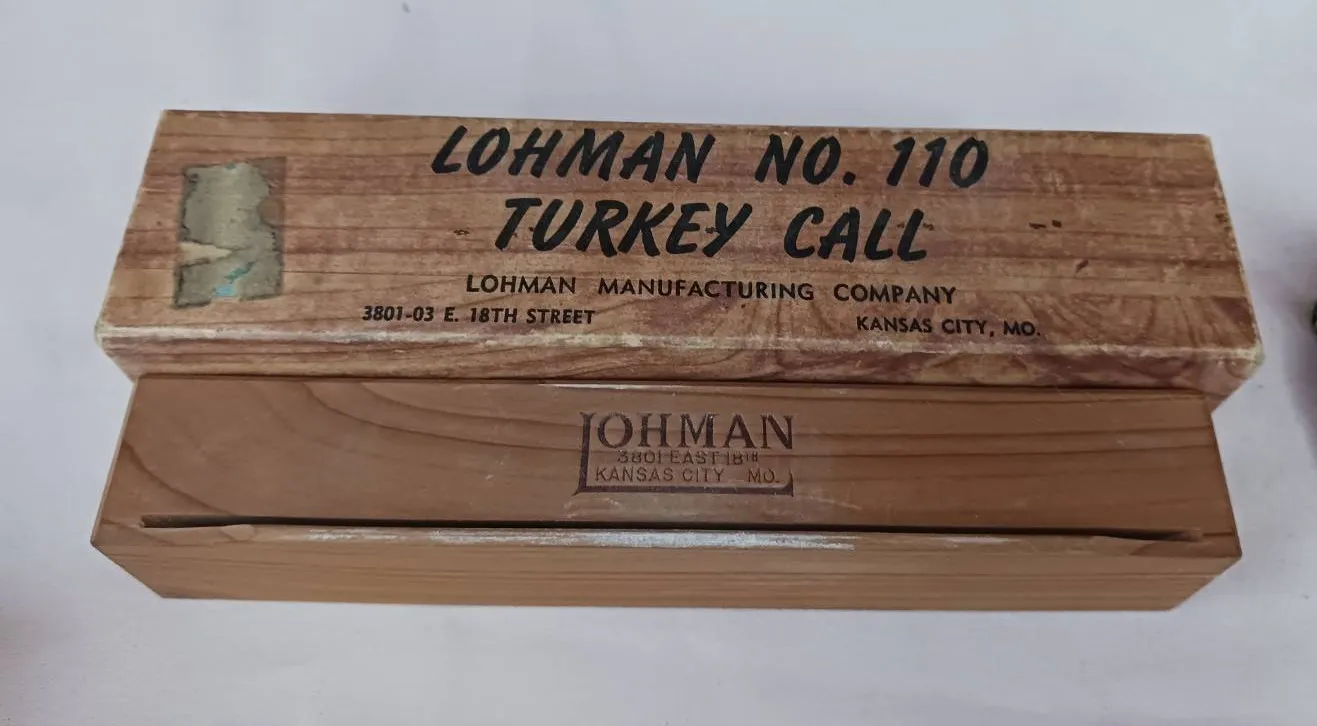 LOHMAN NO. 110
TURKEY CALL
LOHMAN MANUFACTURING COMPANY
3801-03 E. 18TH STREET KANSAS CITY, MO.
LOHMAN
3801 EAST 18TH
KANSAS CITY MO.